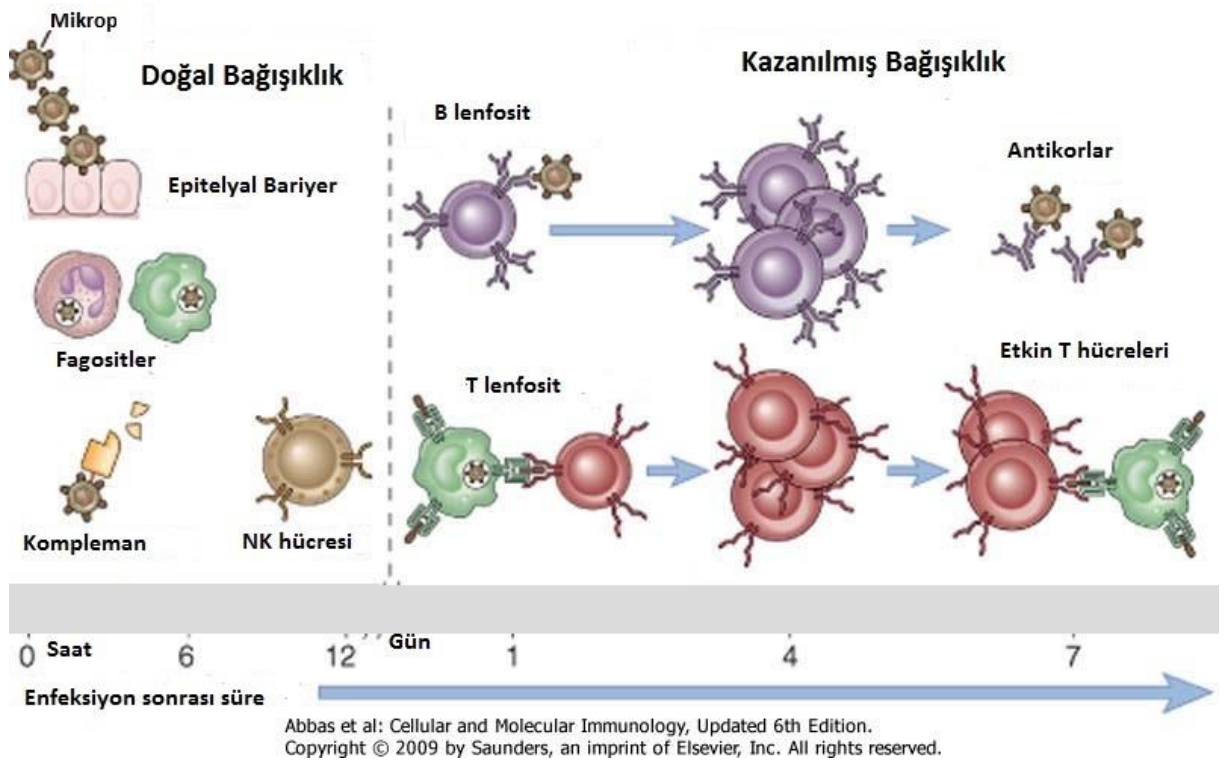 Mikrop
Doğal Bağışıklık
Kazanılmış Bağışıklık
Epitelyal Bariyer
Fagositler
Kompleman
NK hücresi
B lenfosit
Antikorlar
T lenfosit
Etkin T hücreleri
0 Saat 6 12 Gün 1 4 7
Enfeksiyon sonrası süre
Abbas et al: Cellular and Molecular Immunology, Updated 6th Edition.
Copyright © 2009 by Saunders, an imprint of Elsevier, Inc. All rights reserved.